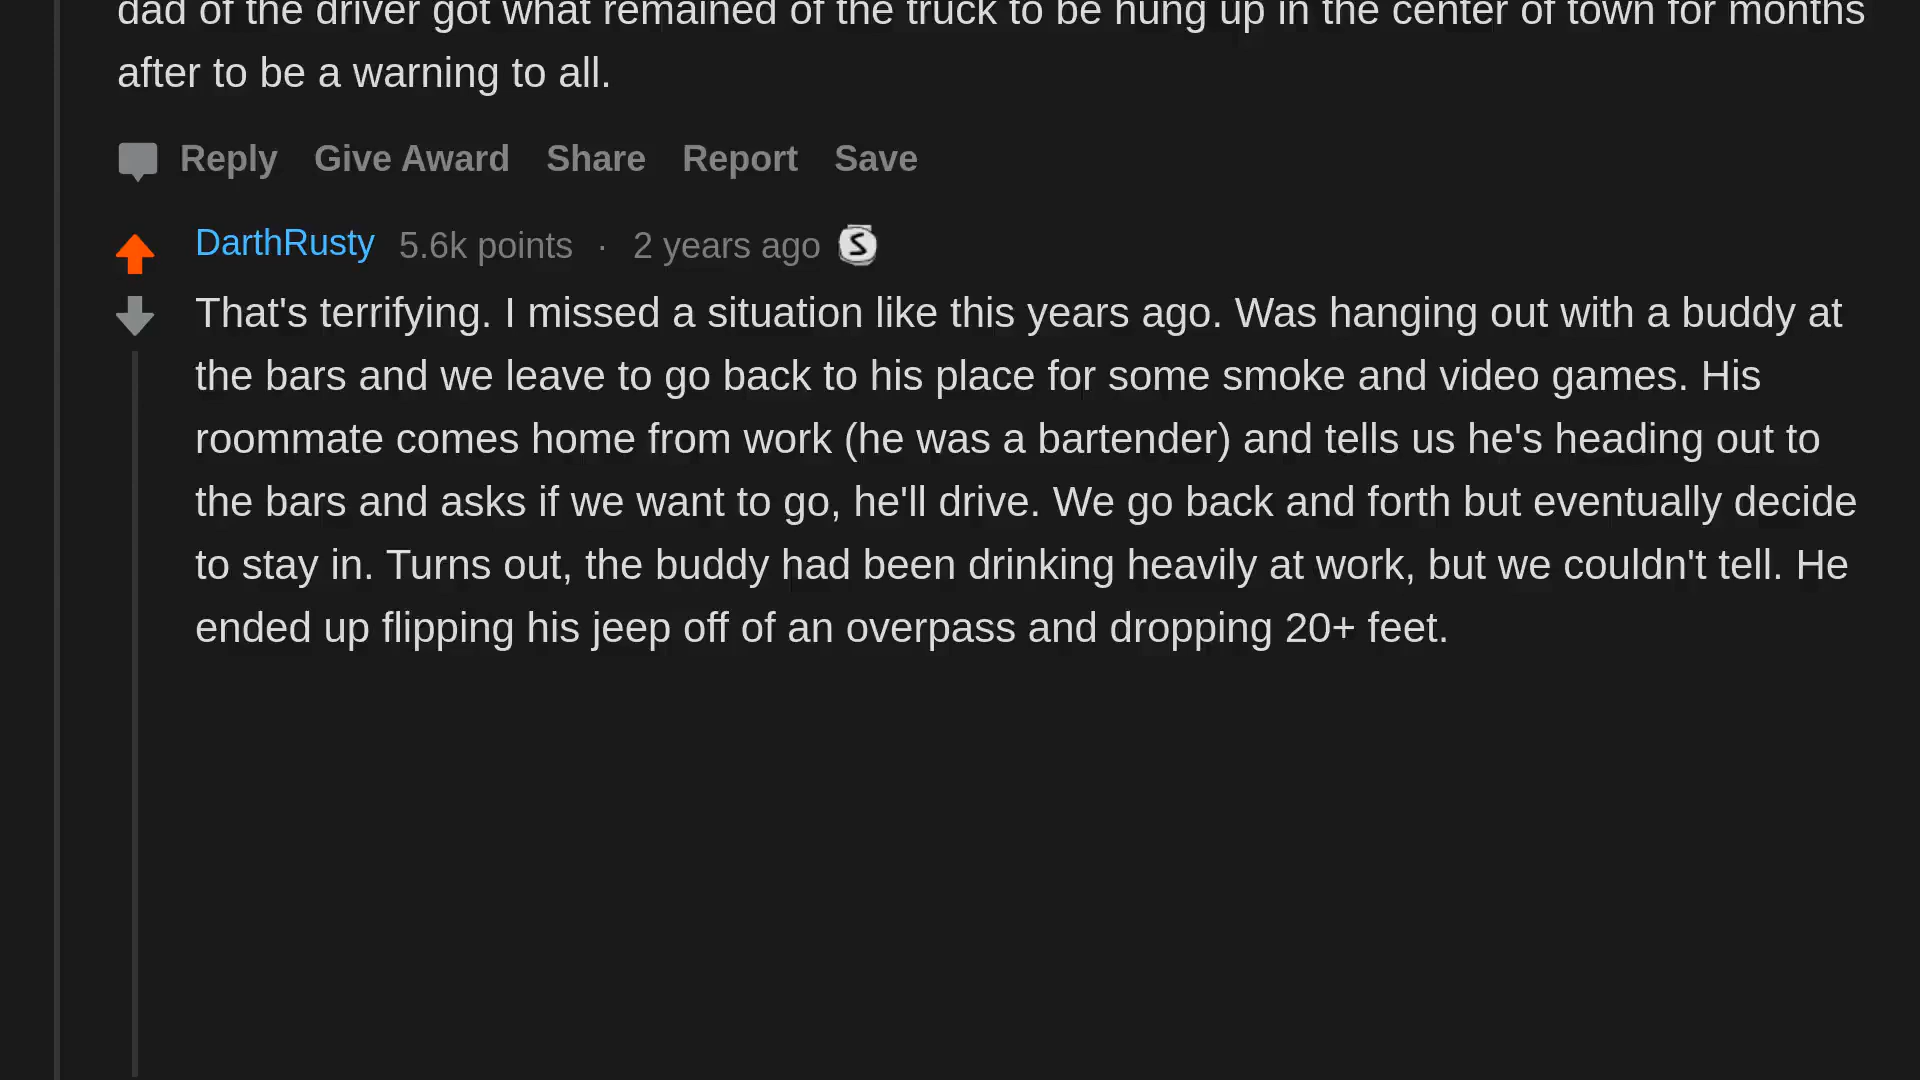 dad of the driver got what remained of the truck to be hung up in the center of town for months
after to be a warning to all.
Reply Give Award Share Report Save
DarthRusty 5.6k points · 2 years ago S
That's terrifying. I missed a situation like this years ago. Was hanging out with a buddy at
the bars and we leave to go back to his place for some smoke and video games. His
roommate comes home from work (he was a bartender) and tells us he's heading out to
the bars and asks if we want to go, he'll drive. We go back and forth but eventually decide
to stay in. Turns out, the buddy had been drinking heavily at work, but we couldn't tell. He
ended up flipping his jeep off of an overpass and dropping 20+ feet.